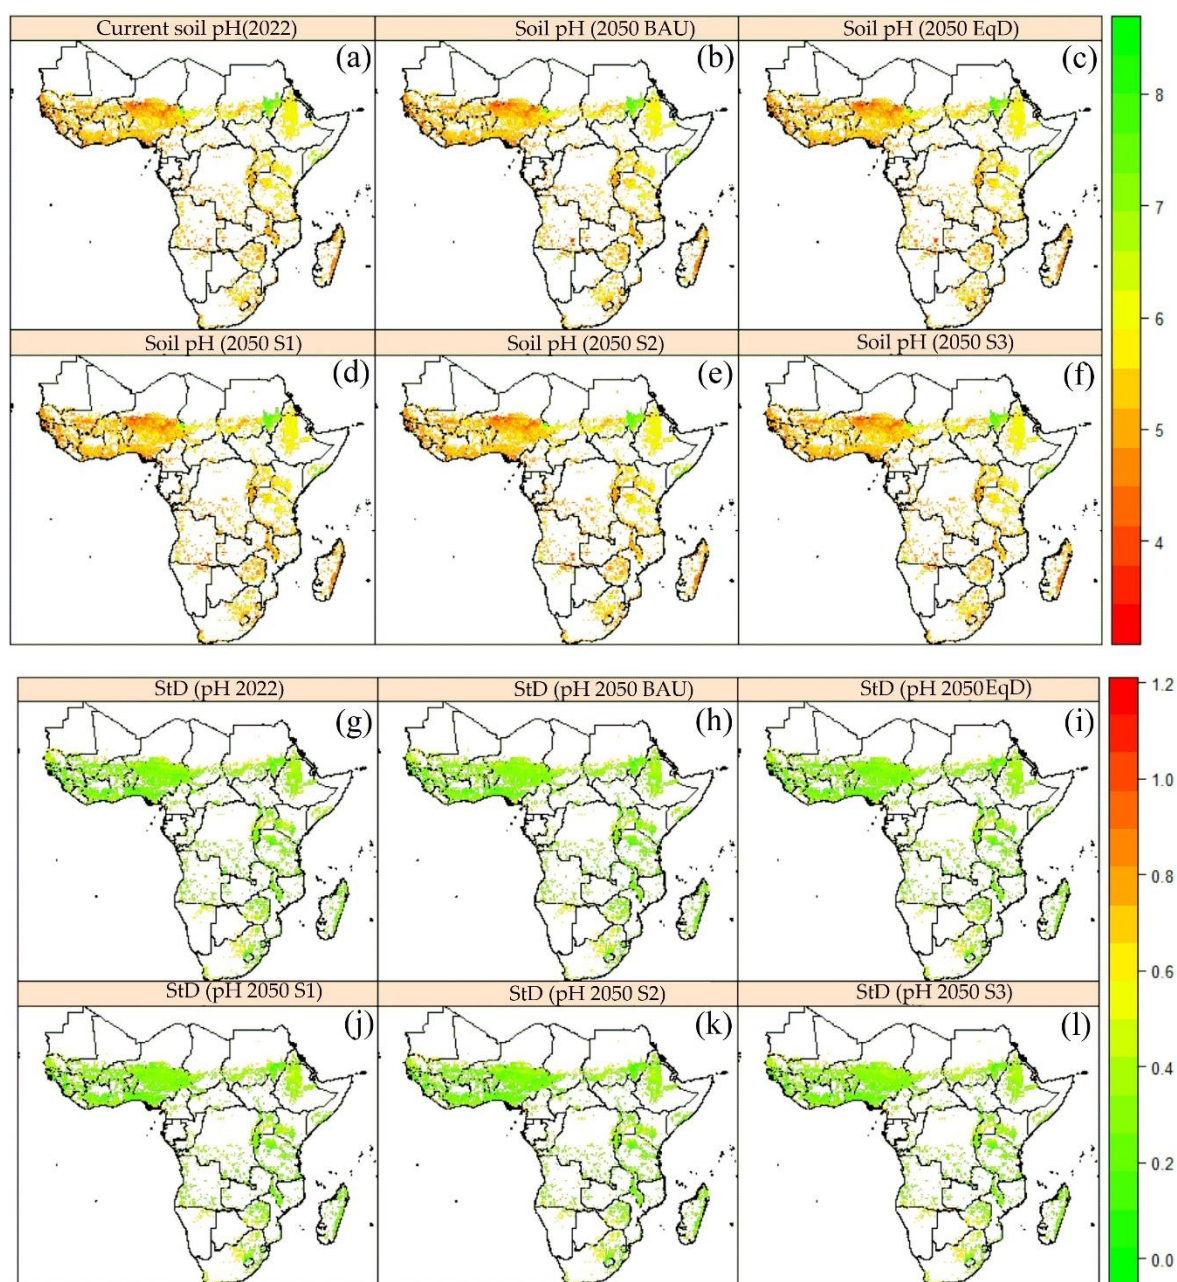 Current soil pH(2022)
Soil pH (2050 BAU)
Soil pH (2050 EqD)
(a)
(b)
(c)
Soil pH (2050 S1)
Soil pH (2050 S2)
Soil pH (2050 S3)
(d)
(e)
(f)
8
7
6
5
4
StD (pH 2022)
StD (pH 2050 BAU)
StD (pH 2050EqD)
(g)
(h)
(i)
StD (pH 2050 S1)
StD (pH 2050 S2)
StD (pH 2050 S3)
(j)
(k)
(l)
1.2
1.0
0.8
0.6
0.4
0.2
0.0